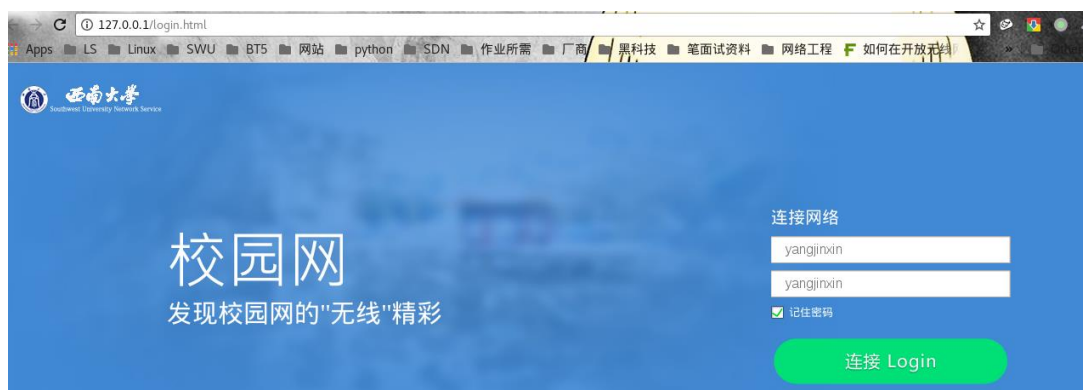 127.0.0.1/login.html
Apps LS Linux SWU BT5 网站 python SDN 作业所需 厂商 黑科技 笔面试资料 网络工程 如何在开放无线 »
西南大学
Southwest University Network Service
连接网络
校园网
yangjinxin
yangjinxin
发现校园网的"无线"精彩
记住密码
连接 Login